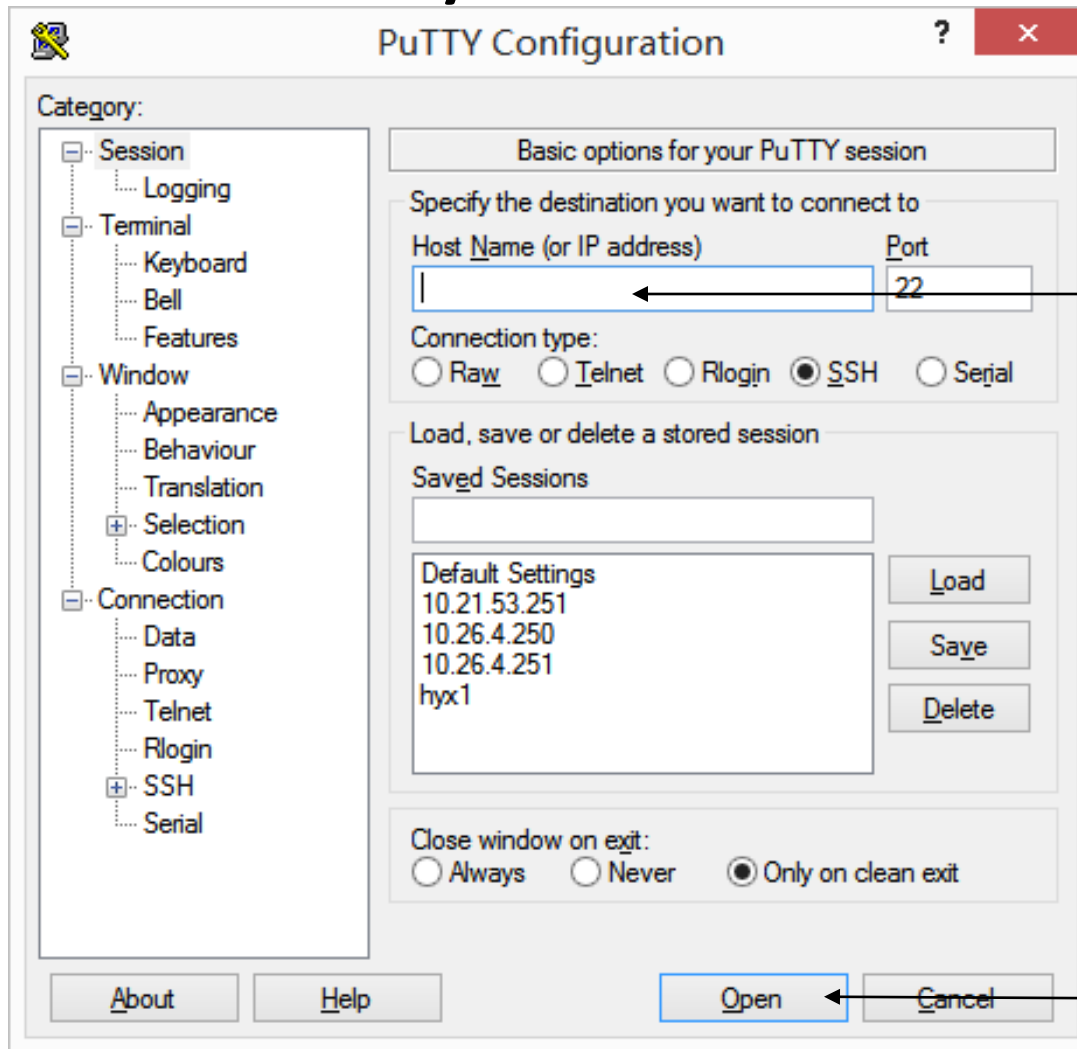 PuTTY Configuration
?
Category:
Session
Logging
Terminal
Keyboard
Bell
Features
Window
Appearance
Behaviour
Translation
Selection
Colours
Connection
Data
Proxy
Telnet
Rlogin
SSH
Serial
Basic options for your PuTTY session
Specify the destination you want to connect to
Host Name (or IP address) Port
22
Connection type:
Raw Telnet Rlogin SSH Serial
Load, save or delete a stored session
Saved Sessions
Default Settings
10.21.53.251
10.26.4.250
10.26.4.251
hyx1
Load
Save
Delete
Close window on exit:
Always Never Only on clean exit
About Help Open Cancel